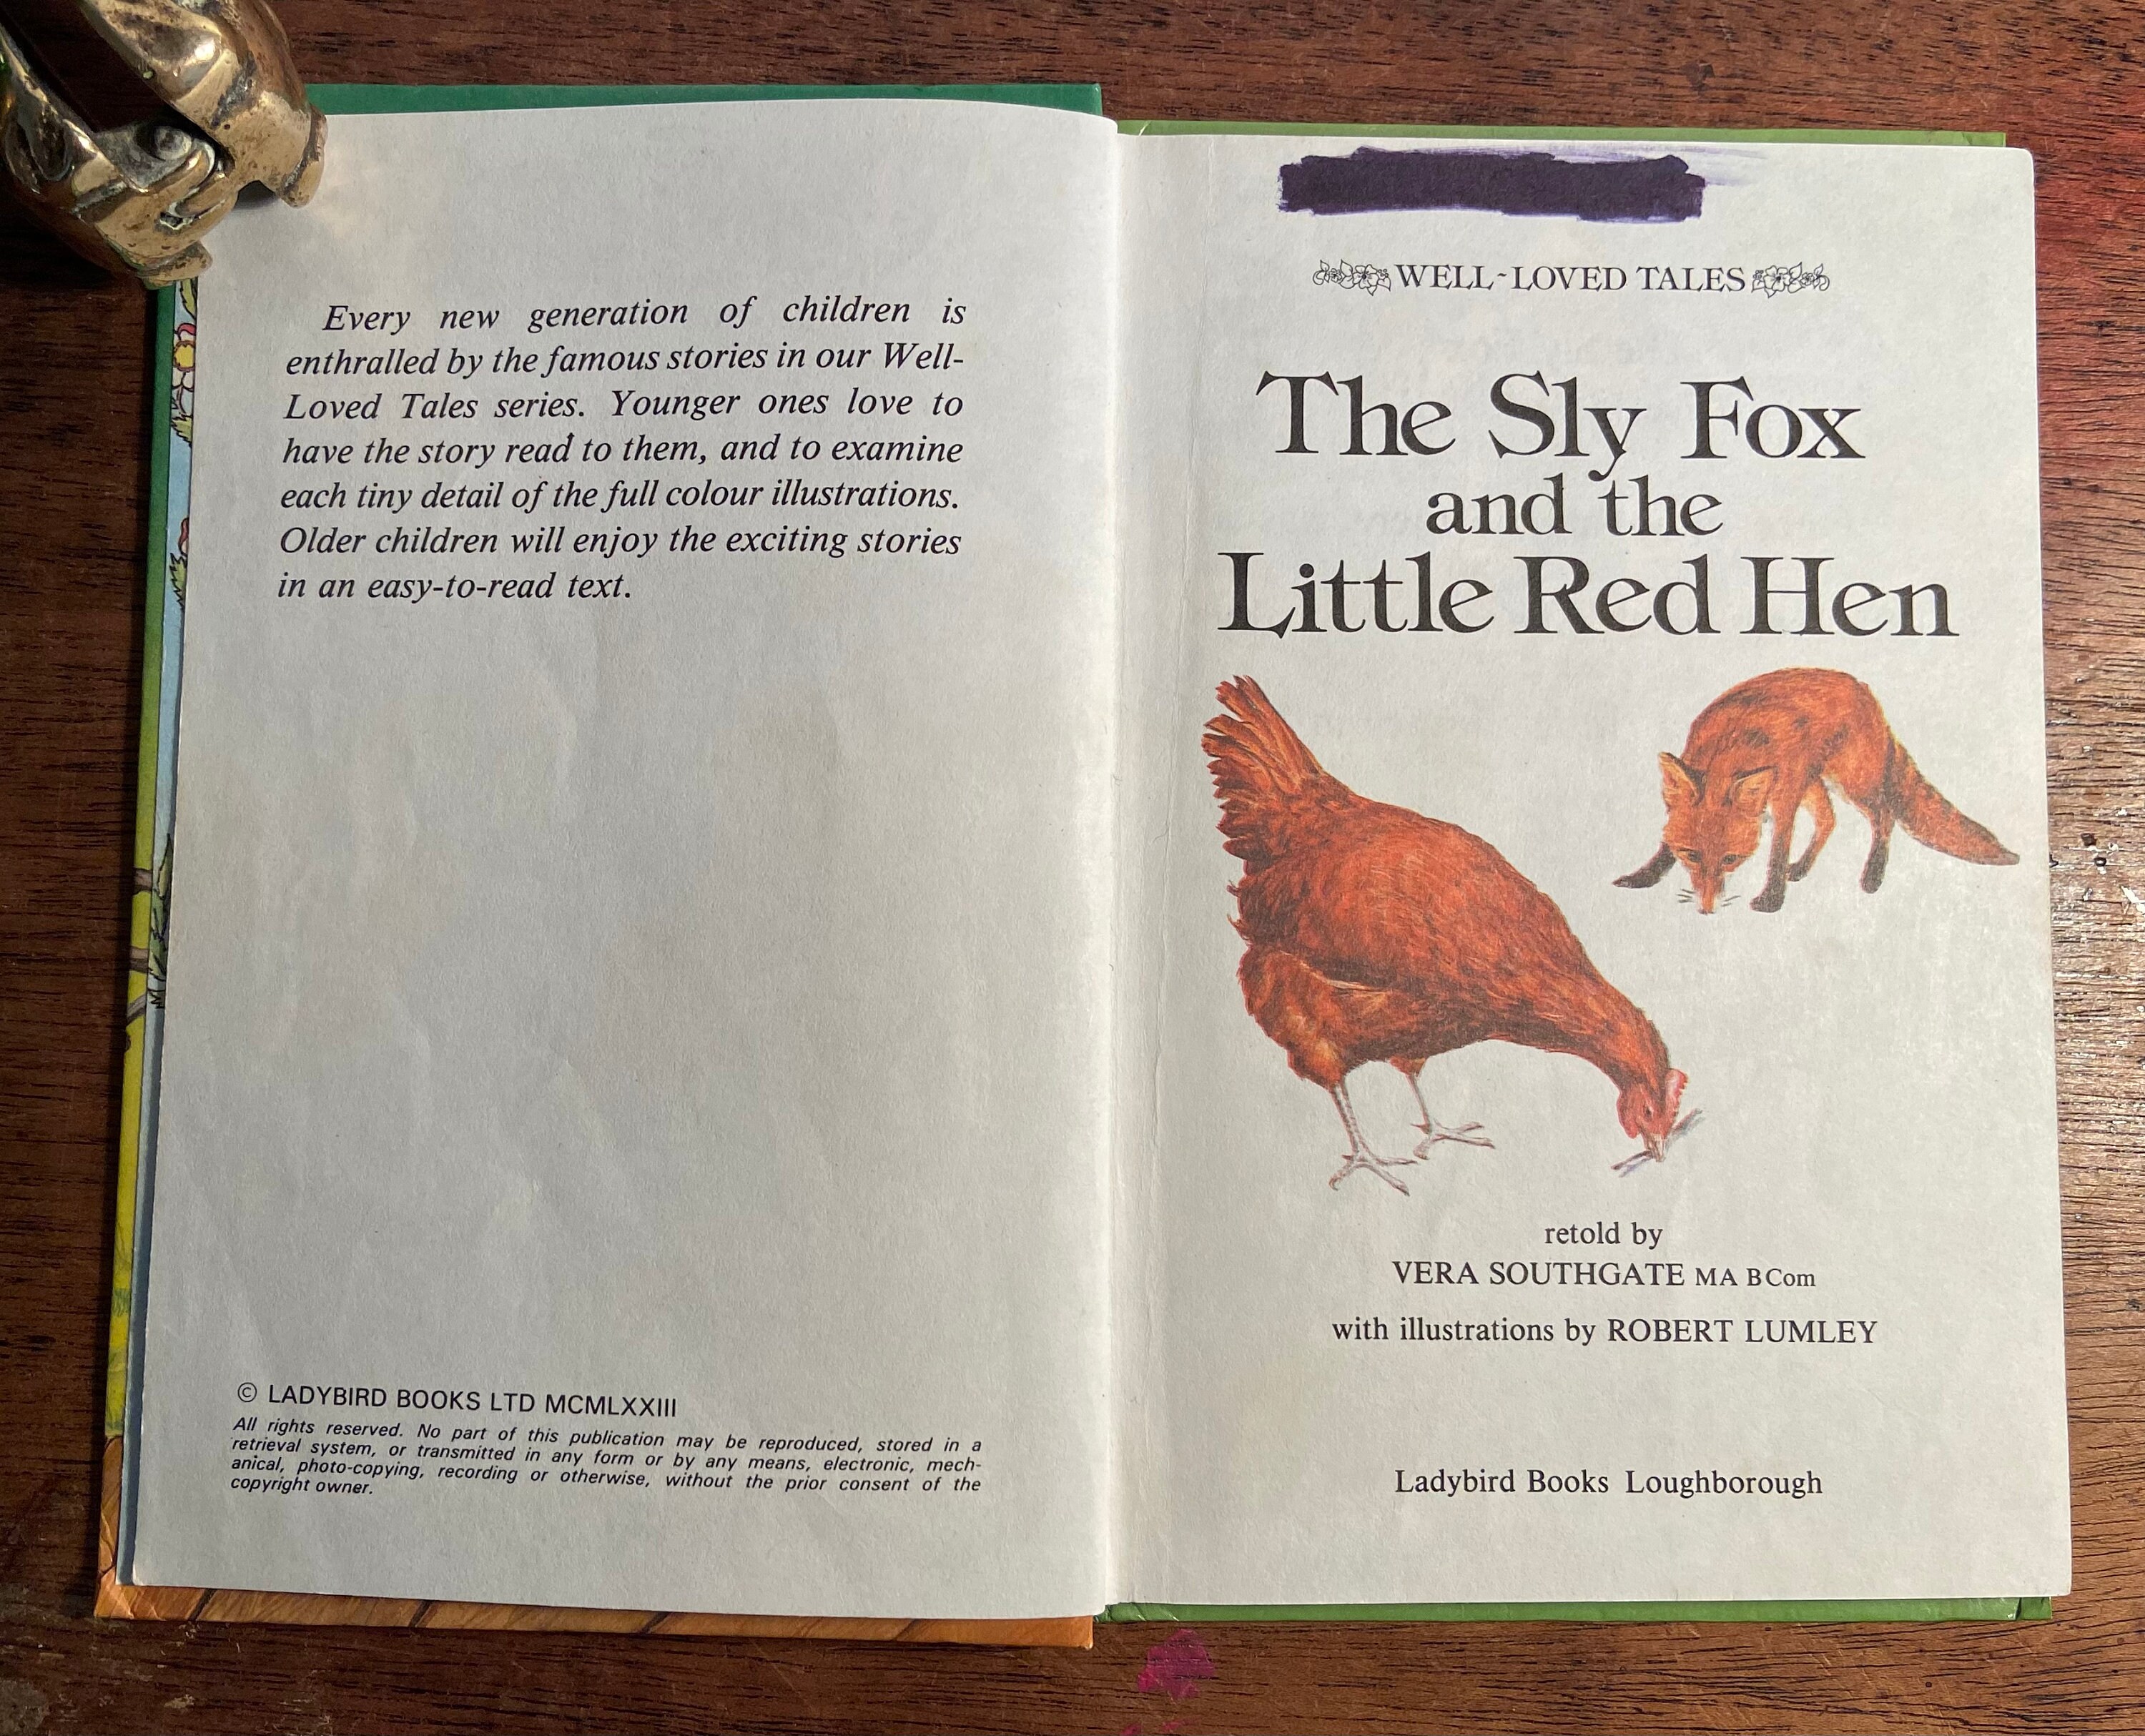 Every new generation of children is
enthralled by the famous stories in our Well-
Loved Tales series. Younger ones love to
have the story read to them, and to examine
each tiny detail of the full colour illustrations.
Older children will enjoy the exciting stories
in an easy-to-read text.
© LADYBIRD BOOKS LTD MCMLXXIII
All rights reserved. No part of this publication may be reproduced, stored in a
retrieval system, or transmitted in any form or by any means, electronic, mech-
anical, photo-copying, recording or otherwise, without the prior consent of the
copyright owner.
WELL-LOVED TALES
The Sly Fox
and the
Little Red Hen
retold by
VERA SOUTHGATE MA BCom
with illustrations by ROBERT LUMLEY
Ladybird Books Loughborough